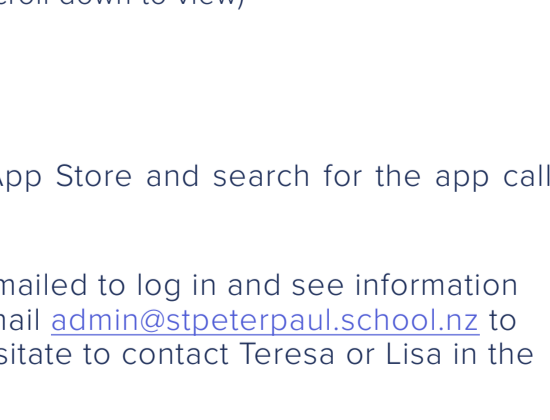 croll down to view)
App Store and search for the app call
mailed to log in and see information
mail admin@stpeterpaul.school.nz to
sitate to contact Teresa or Lisa in the